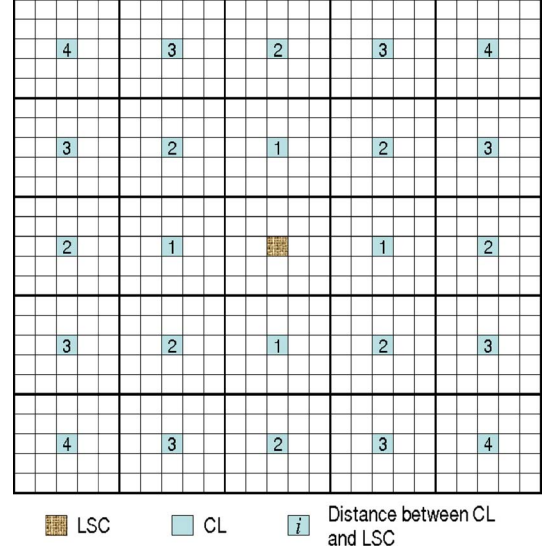 4 3 2 3 4
3 2 1 2 3
2 1 1 2
3 2 1 2 3
4 3 2 3 4
LSC CL i Distance between CL
and LSC